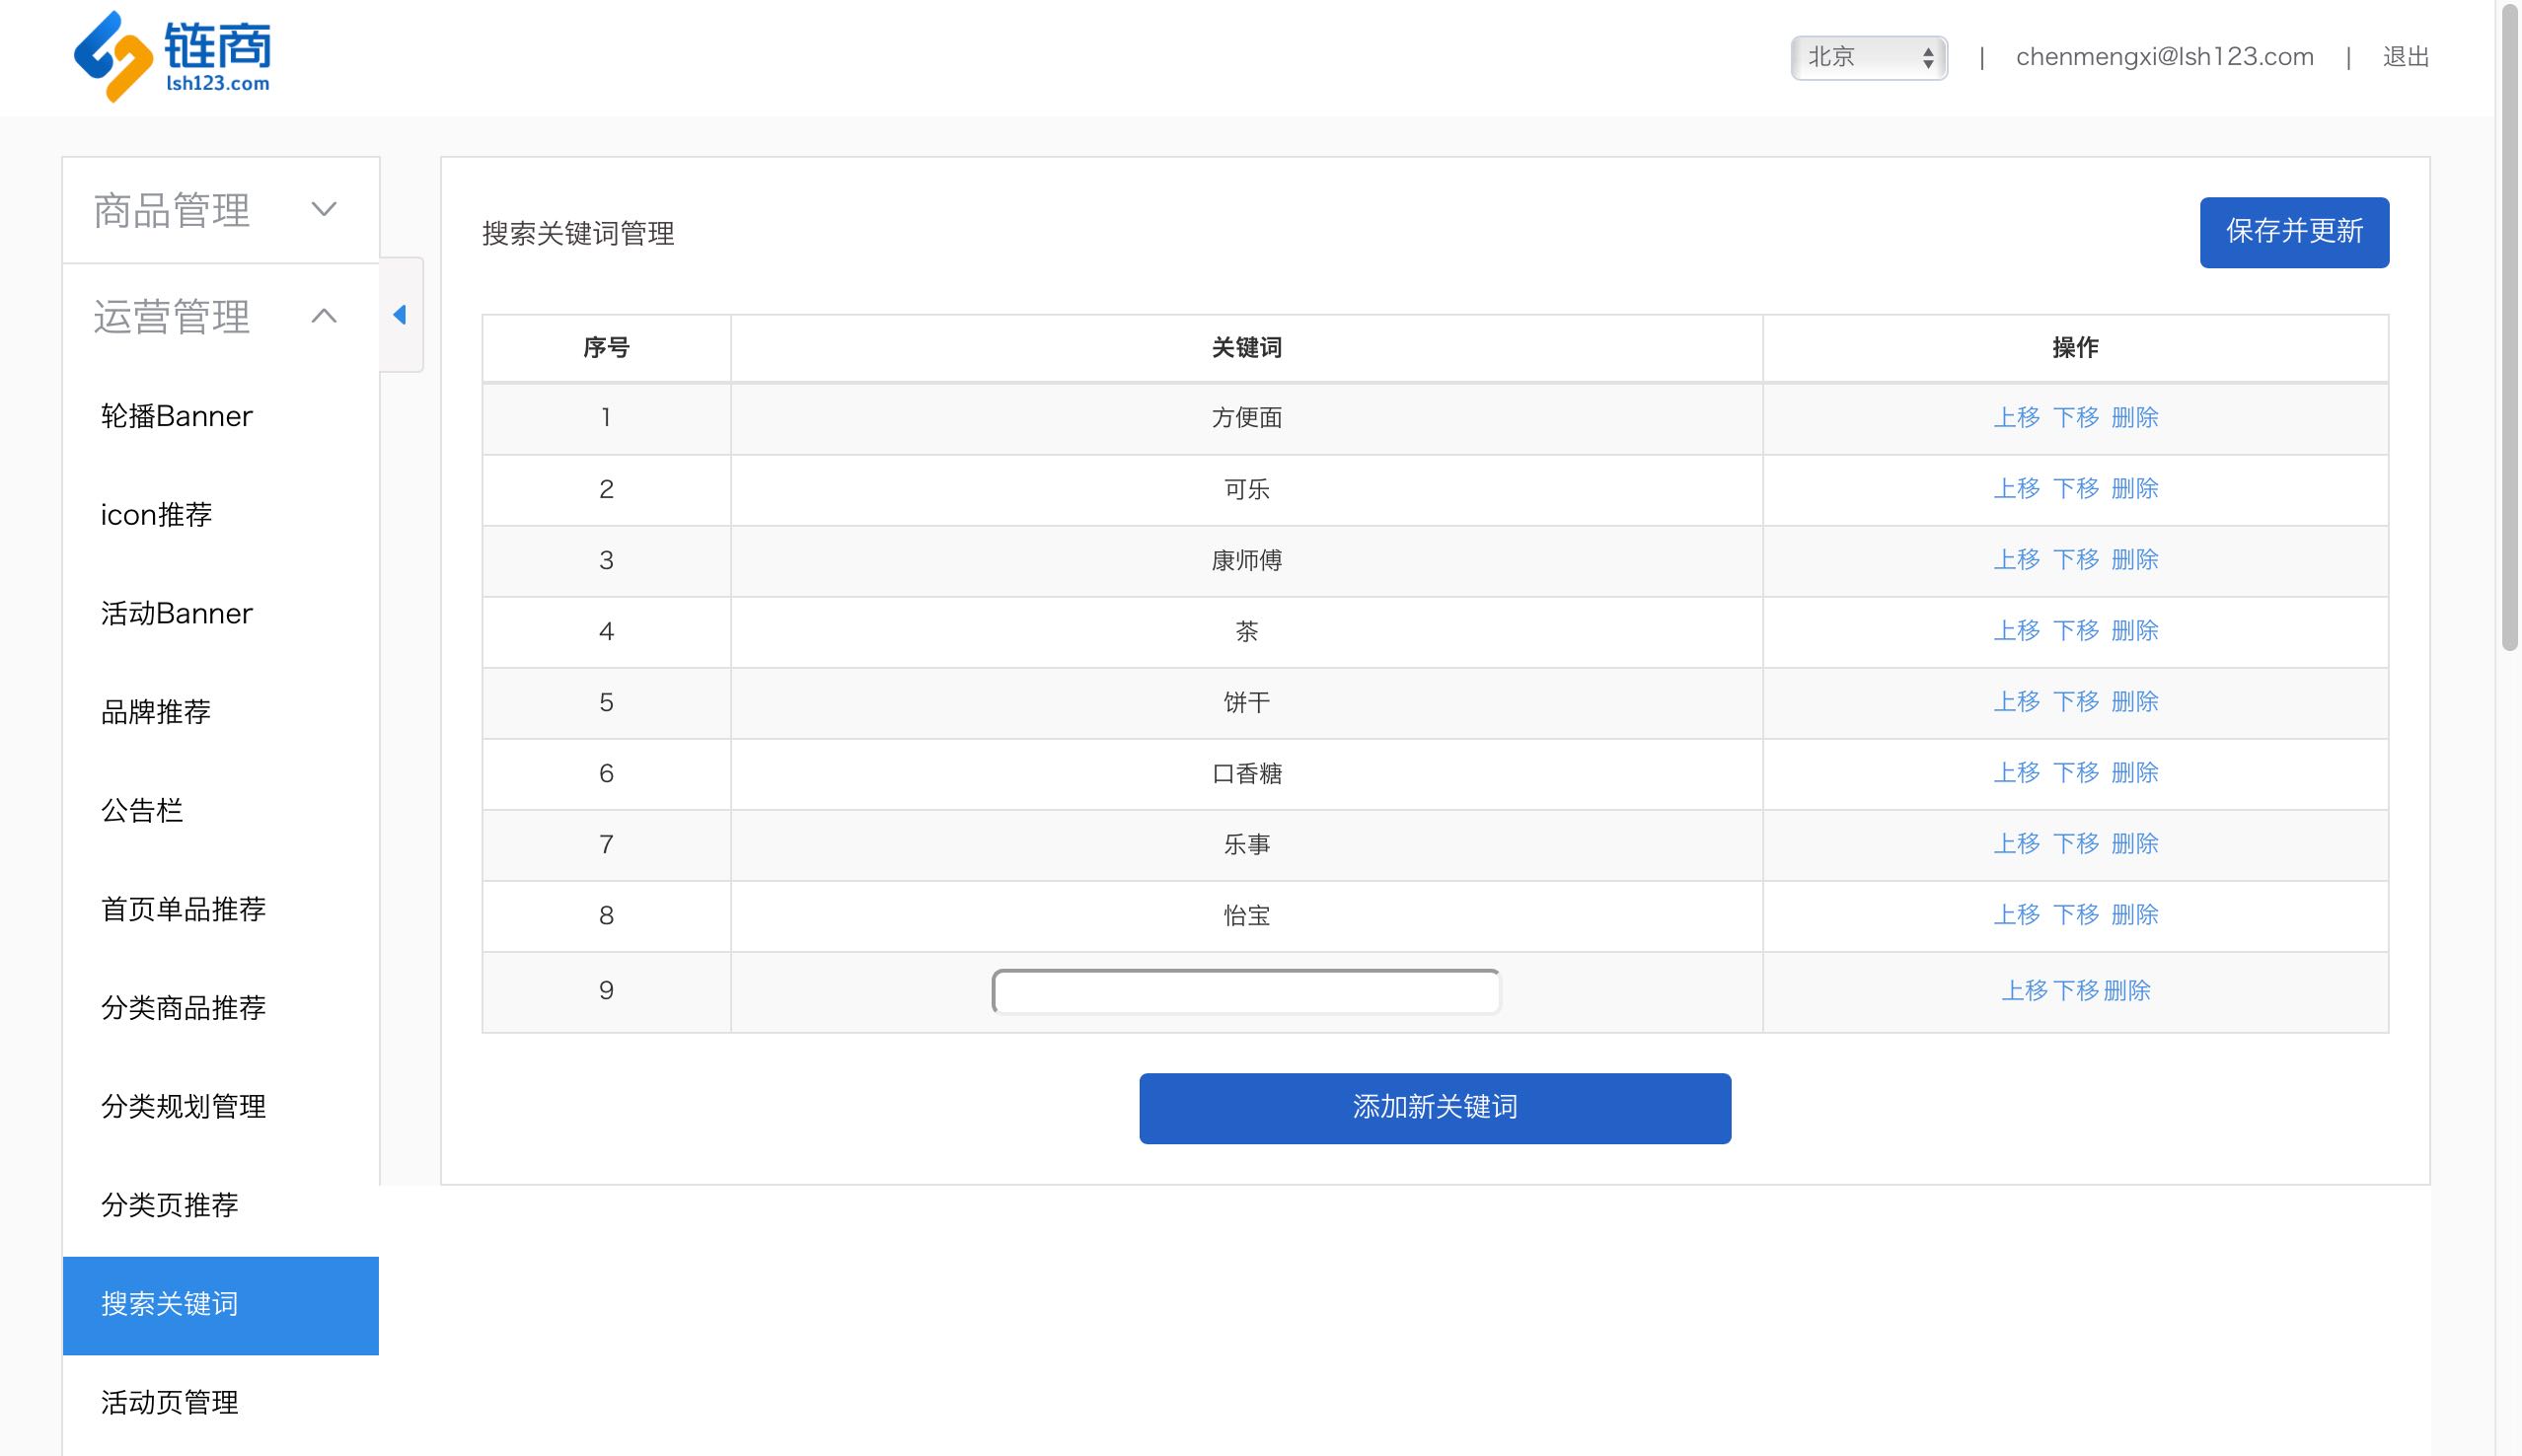 链商
lsh123.com
北京 | chenmengxi@lsh123.com | 退出
商品管理
运营管理
轮播Banner
icon推荐
活动Banner
品牌推荐
公告栏
首页单品推荐
分类商品推荐
分类规划管理
分类页推荐
搜索关键词
活动页管理
搜索关键词管理 保存并更新
序号 关键词 操作
1 方便面 上移 下移 删除
2 可乐 上移 下移 删除
3 康师傅 上移 下移 删除
4 茶 上移 下移 删除
5 饼干 上移 下移 删除
6 口香糖 上移 下移 删除
7 乐事 上移 下移 删除
8 怡宝 上移 下移 删除
9 上移 下移 删除
添加新关键词